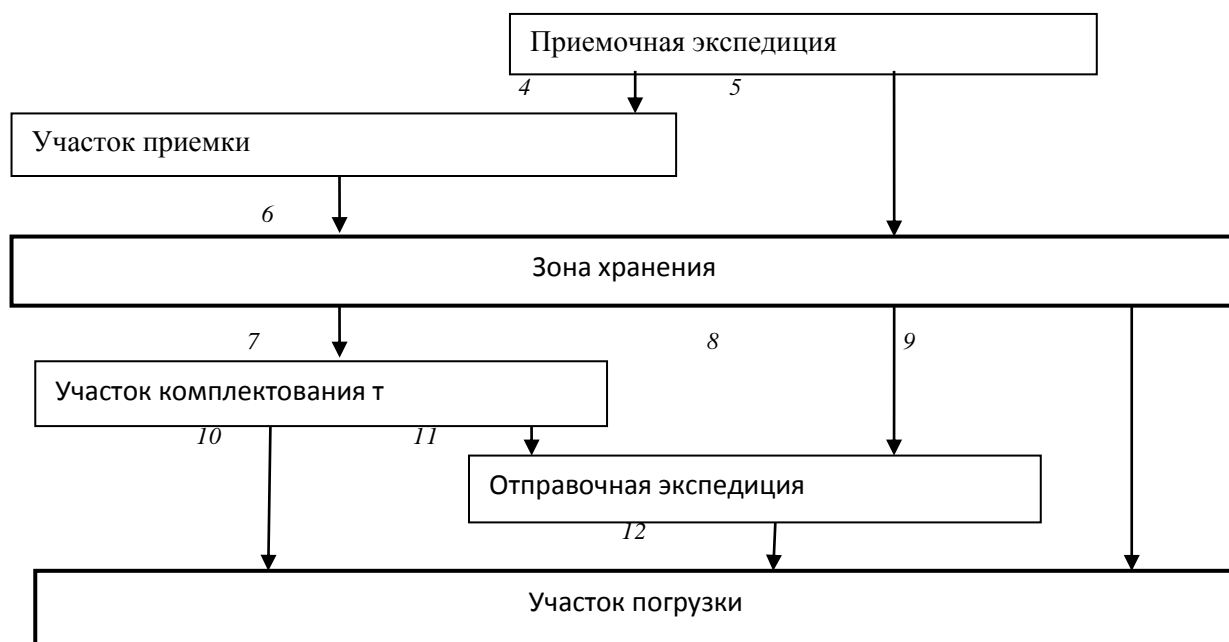 Приемочная экспедиция
4 5
Участок приемки
6
Зона хранения
7 8 9
Участок комплектования т
10 11
Отправочная экспедиция
12
Участок погрузки